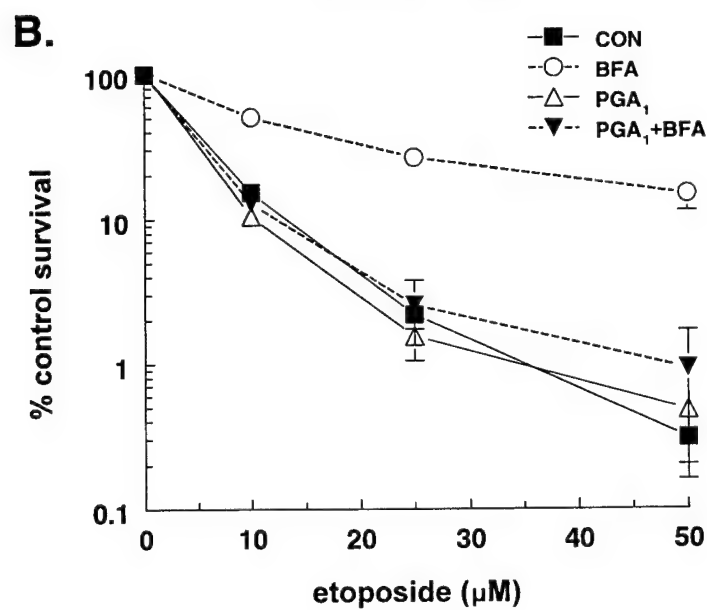 B.
CON
BFA
PGA₁
PGA₁+BFA
100
10
1
0.1
% control survival
0 10 20 30 40 50
etoposide (μM)